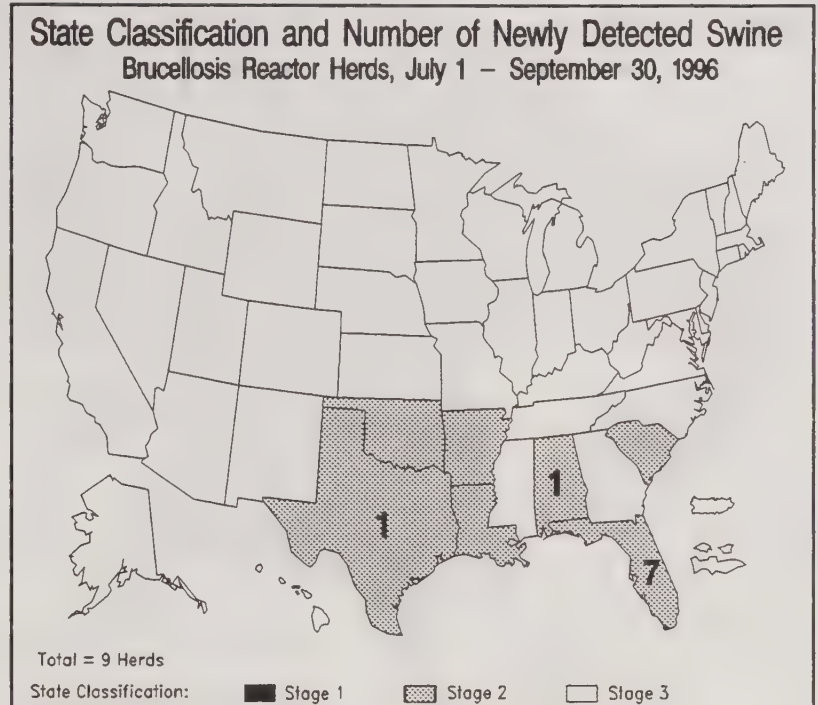 State Classification and Number of Newly Detected Swine
Brucellosis Reactor Herds, July 1 – September 30, 1996
1
1
7
Total = 9 Herds
State Classification: Stage 1 Stage 2 Stage 3